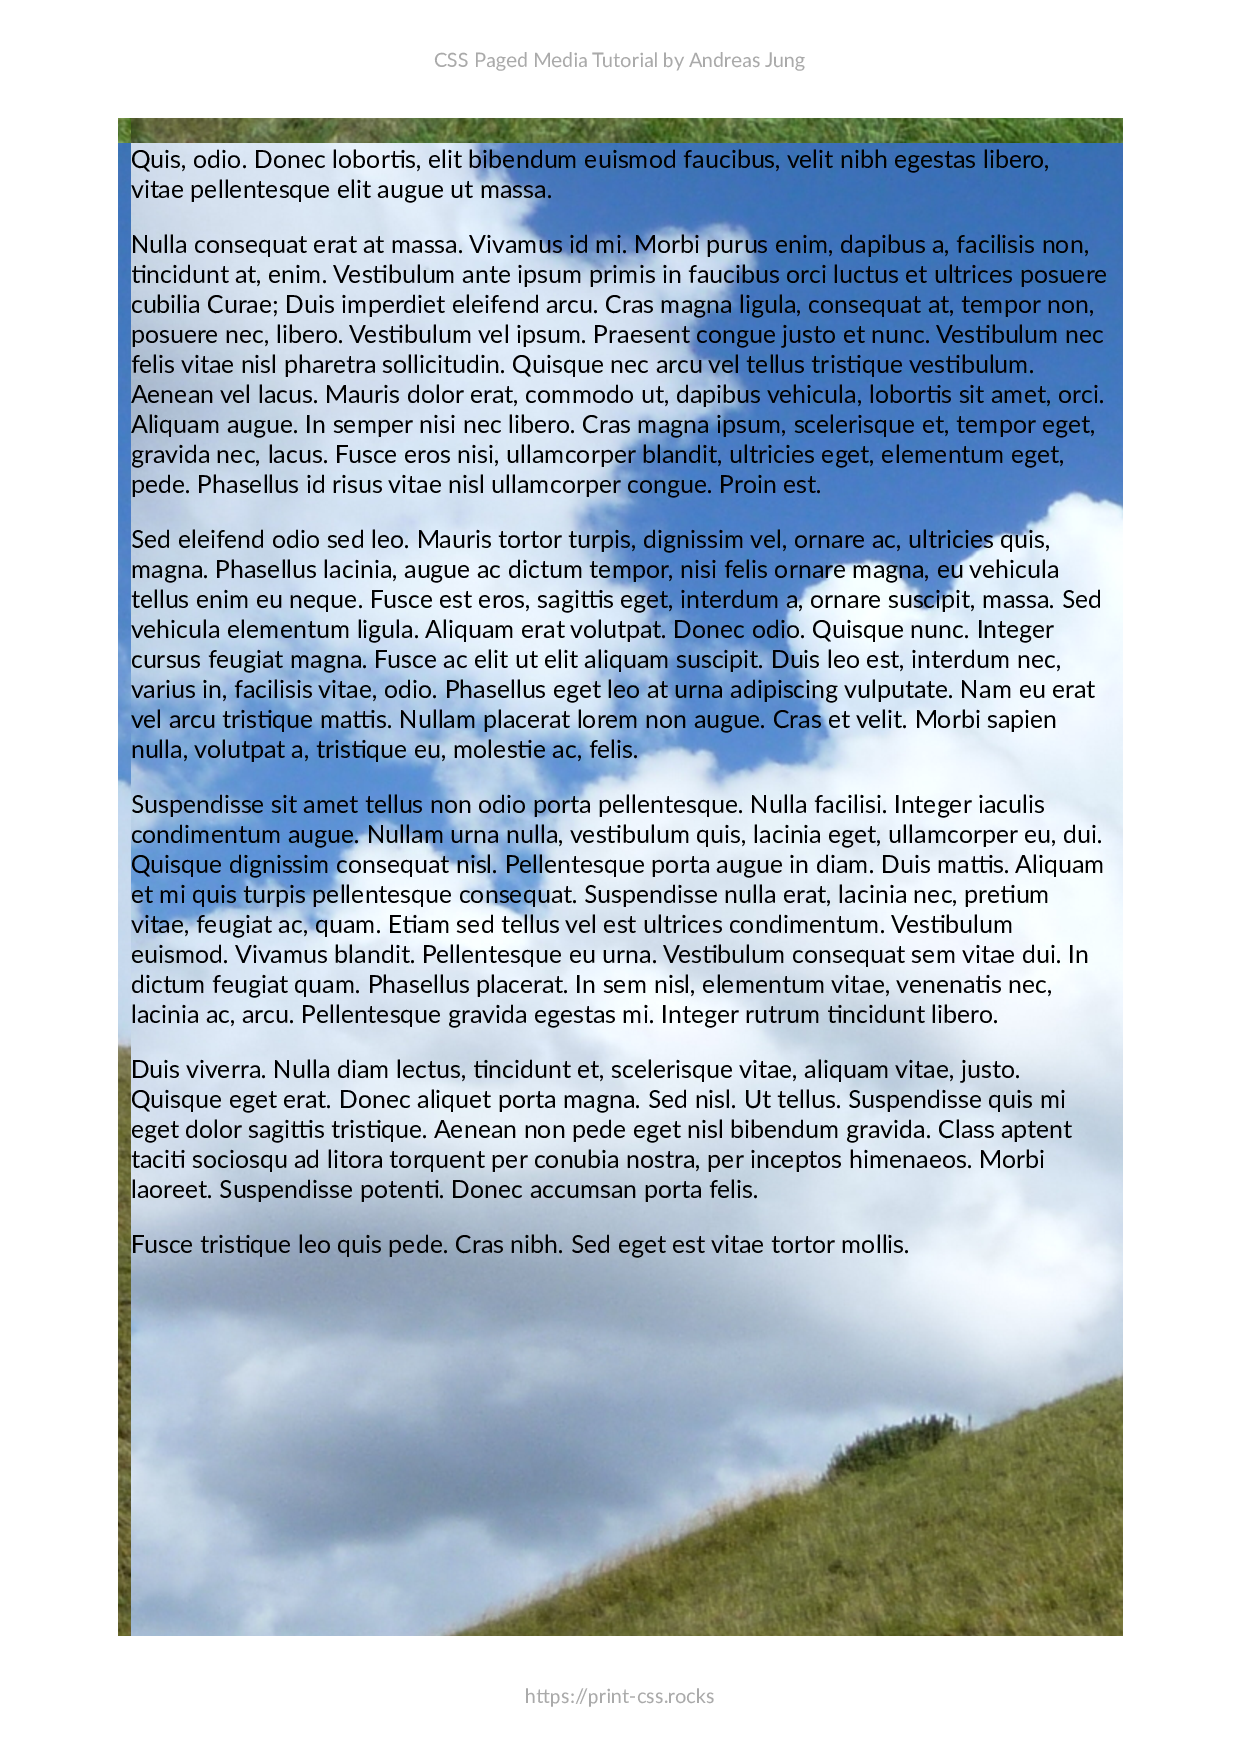 CSS Paged Media Tutorial by Andreas Jung
Quis, odio. Donec lobortis, elit bibendum euismod faucibus, velit nibh egestas libero,
vitae pellentesque elit augue ut massa.
Nulla consequat erat at massa. Vivamus id mi. Morbi purus enim, dapibus a, facilisis non,
tincidunt at, enim. Vestibulum ante ipsum primis in faucibus orci luctus et ultrices posuere
cubilia Curae; Duis imperdiet eleifend arcu. Cras magna ligula, consequat at, tempor non,
posuere nec, libero. Vestibulum vel ipsum. Praesent congue justo et nunc. Vestibulum nec
felis vitae nisl pharetra sollicitudin. Quisque nec arcu vel tellus tristique vestibulum.
Aenean vel lacus. Mauris dolor erat, commodo ut, dapibus vehicula, lobortis sit amet, orci.
Aliquam augue. In semper nisi nec libero. Cras magna ipsum, scelerisque et, tempor eget,
gravida nec, lacus. Fusce eros nisi, ullamcorper blandit, ultricies eget, elementum eget,
pede. Phasellus id risus vitae nisl ullamcorper congue. Proin est.
Sed eleifend odio sed leo. Mauris tortor turpis, dignissim vel, ornare ac, ultricies quis,
magna. Phasellus lacinia, augue ac dictum tempor, nisi felis ornare magna, eu vehicula
tellus enim eu neque. Fusce est eros, sagittis eget, interdum a, ornare suscipit, massa. Sed
vehicula elementum ligula. Aliquam erat volutpat. Donec odio. Quisque nunc. Integer
cursus feugiat magna. Fusce ac elit ut elit aliquam suscipit. Duis leo est, interdum nec,
varius in, facilisis vitae, odio. Phasellus eget leo at urna adipiscing vulputate. Nam eu erat
vel arcu tristique mattis. Nullam placerat lorem non augue. Cras et velit. Morbi sapien
nulla, volutpat a, tristique eu, molestie ac, felis.
Suspendisse sit amet tellus non odio porta pellentesque. Nulla facilisi. Integer iaculis
condimentum augue. Nullam urna nulla, vestibulum quis, lacinia eget, ullamcorper eu, dui.
Quisque dignissim consequat nisl. Pellentesque porta augue in diam. Duis mattis. Aliquam
et mi quis turpis pellentesque consequat. Suspendisse nulla erat, lacinia nec, pretium
vitae, feugiat ac, quam. Etiam sed tellus vel est ultrices condimentum. Vestibulum
euismod. Vivamus blandit. Pellentesque eu urna. Vestibulum consequat sem vitae dui. In
dictum feugiat quam. Phasellus placerat. In sem nisl, elementum vitae, venenatis nec,
lacinia ac, arcu. Pellentesque gravida egestas mi. Integer rutrum tincidunt libero.
Duis viverra. Nulla diam lectus, tincidunt et, scelerisque vitae, aliquam vitae, justo.
Quisque eget erat. Donec aliquet porta magna. Sed nisl. Ut tellus. Suspendisse quis mi
eget dolor sagittis tristique. Aenean non pede eget nisl bibendum gravida. Class aptent
taciti sociosqu ad litora torquent per conubia nostra, per inceptos himenaeos. Morbi
laoreet. Suspendisse potenti. Donec accumsan porta felis.
Fusce tristique leo quis pede. Cras nibh. Sed eget est vitae tortor mollis.
https://print-css.rocks